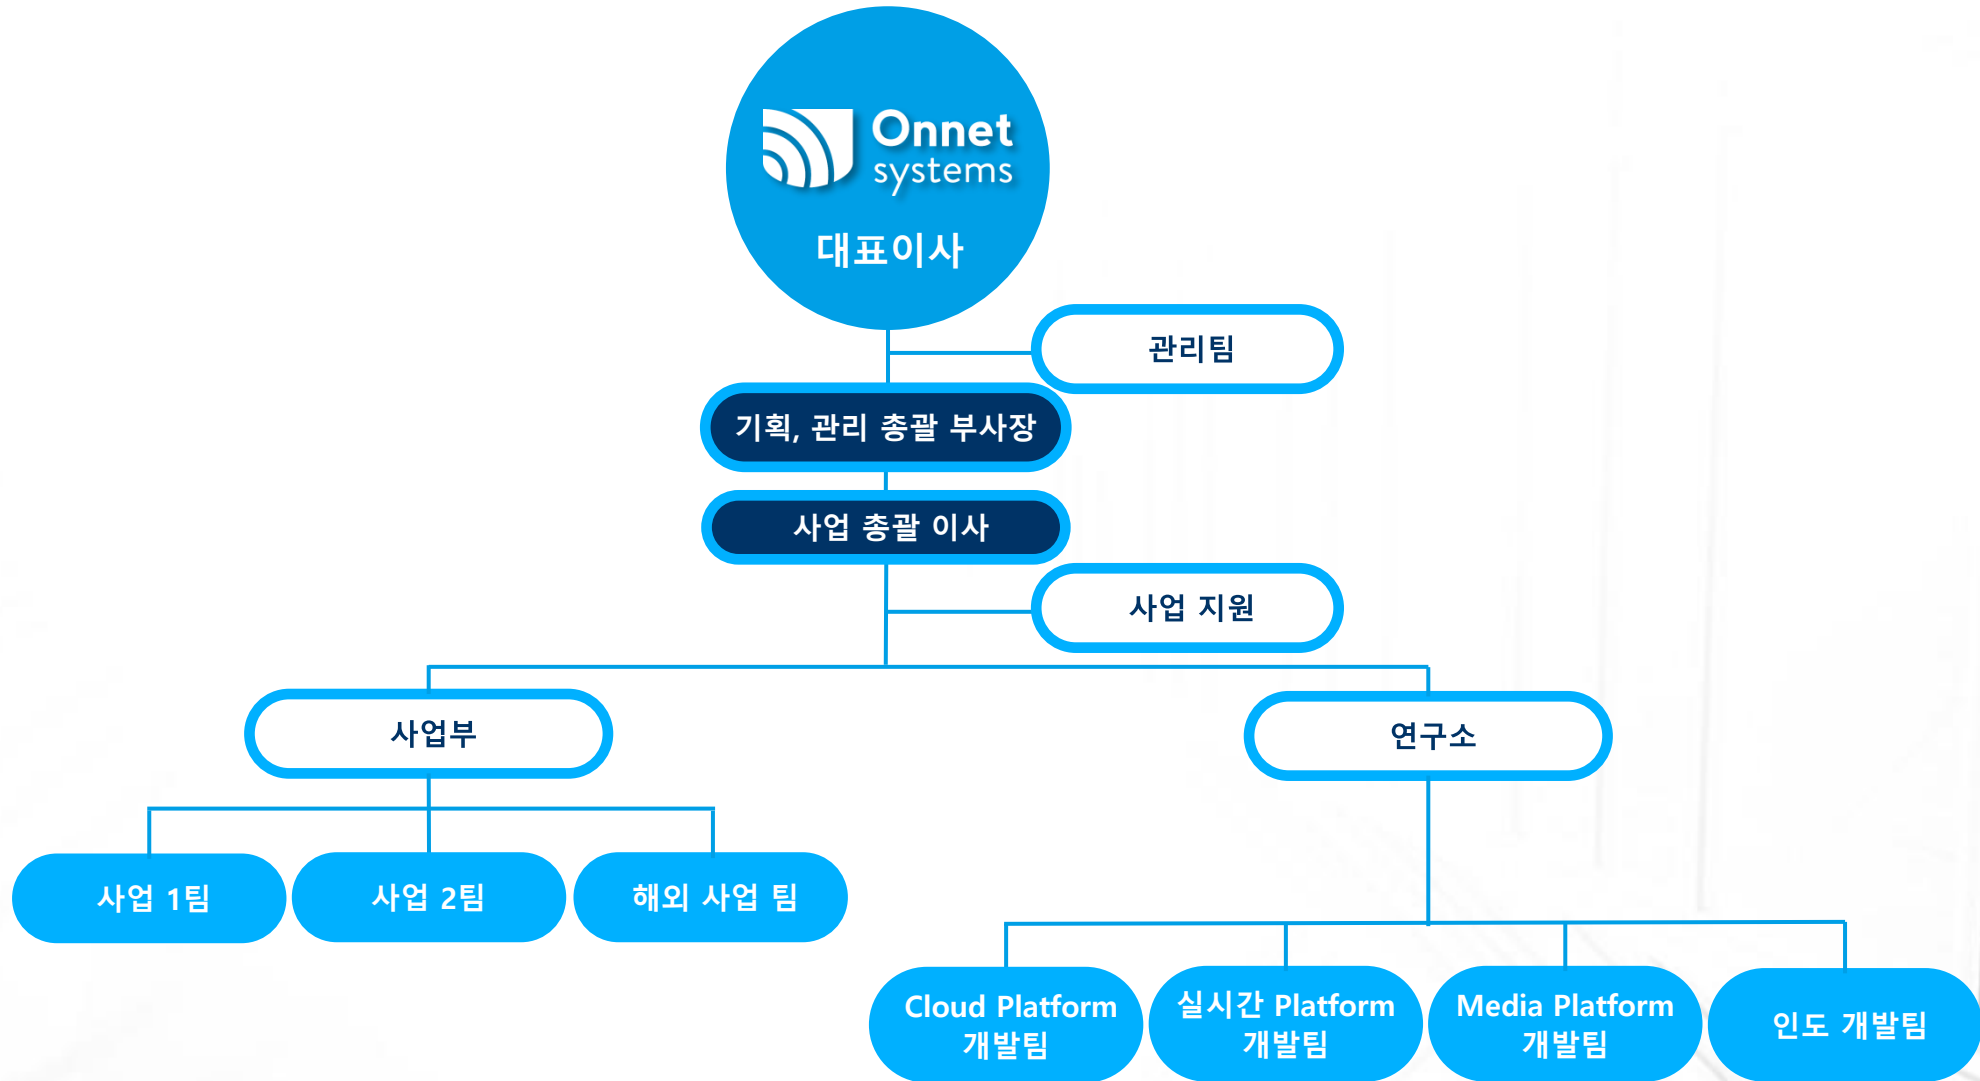 Onnet
systems
대표이사
관리팀
기획, 관리 총괄 부사장
사업 총괄 이사
사업 지원
사업부
연구소
사업 1팀
사업 2팀
해외 사업 팀
Cloud Platform
개발팀
실시간 Platform
개발팀
Media Platform
개발팀
인도 개발팀